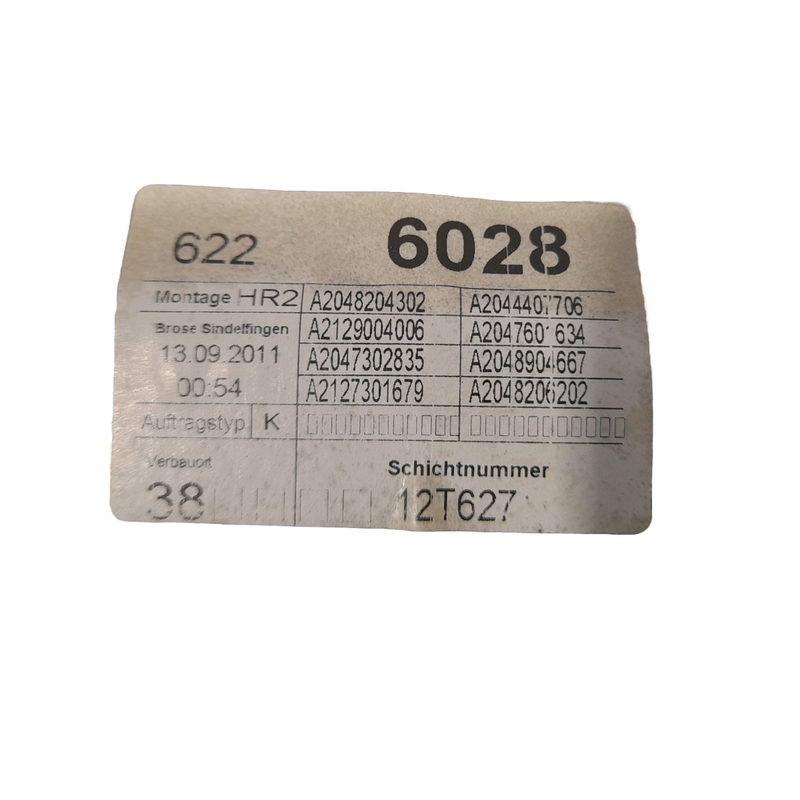 622 6028
Montage HR2 A2048204302 A2044407706
Brose Sindelfingen A2129004006 A2047601634
13.09.2011 A2047302835 A2048904667
00:54 A2127301679 A2048206202
Auftragstyp K
Verbauort Schichtnummer
38 12T627